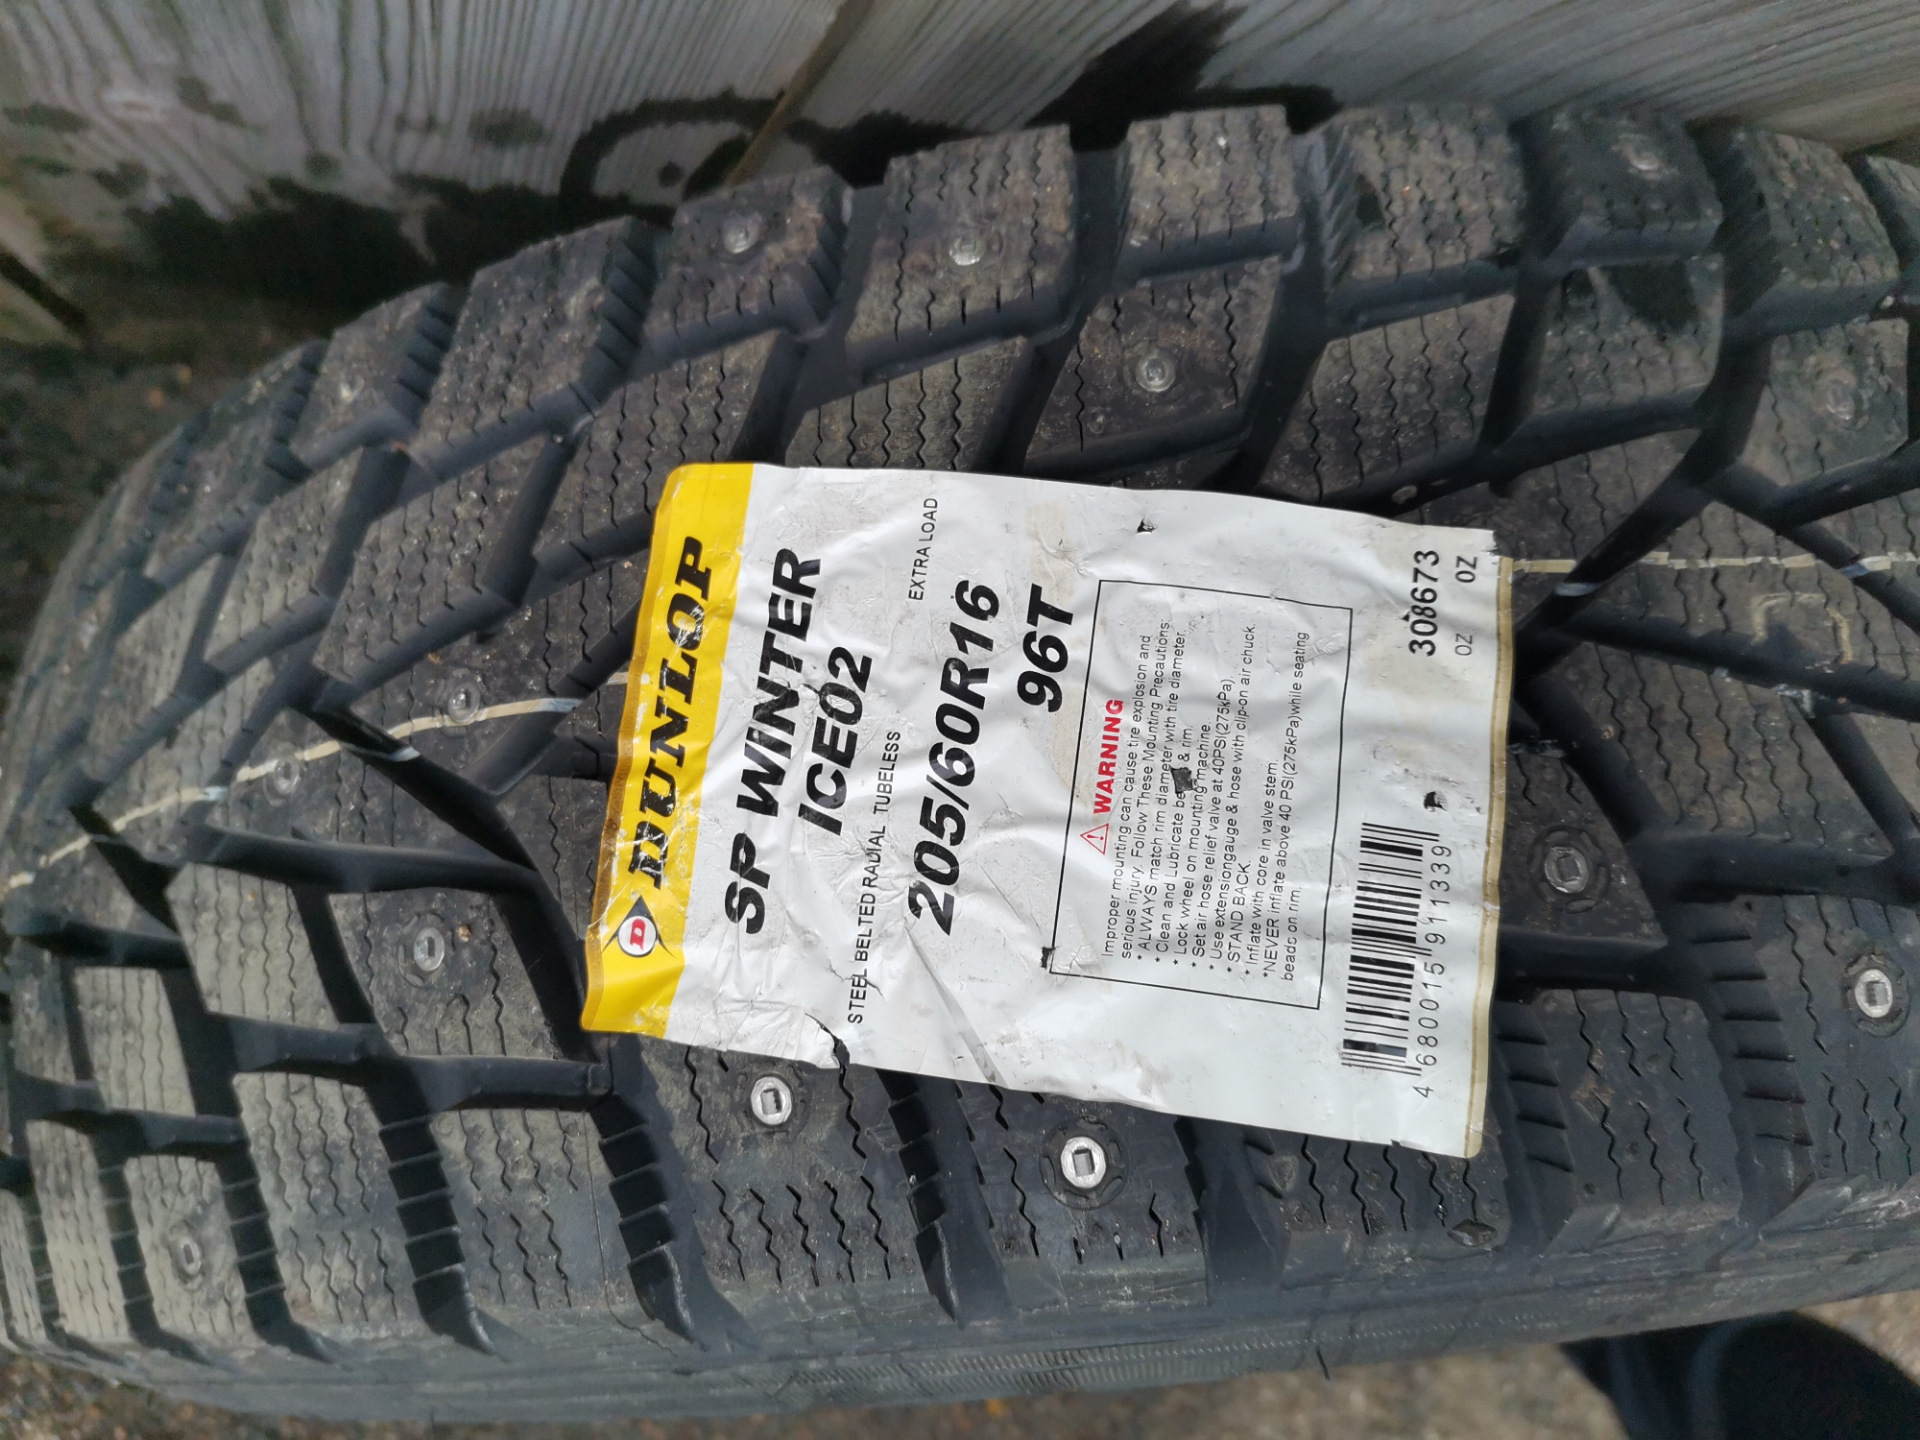 D DUNLOP
SP WINTER
ICE02
STEEL BELTED RADIAL TUBELESS
EXTRA LOAD
205/60R16
96T
WARNING
Improper mounting can cause tire explosion and
serious injury. Follow These Mounting Precautions:
* ALWAYS match rim diameter with tire diameter.
* Clean and Lubricate & rim.
* Lock wheel on mounting machine.
* Set air hose relief valve at 40PSI(275kPa).
* Use extensiongauge & hose with clip-on air chuck.
* STAND BACK.
* Inflate with core in valve stem.
*NEVER inflate above 40 PSI(275kPa)while seating
beads on rim.
4 680015 911339
308673
OZ OZ